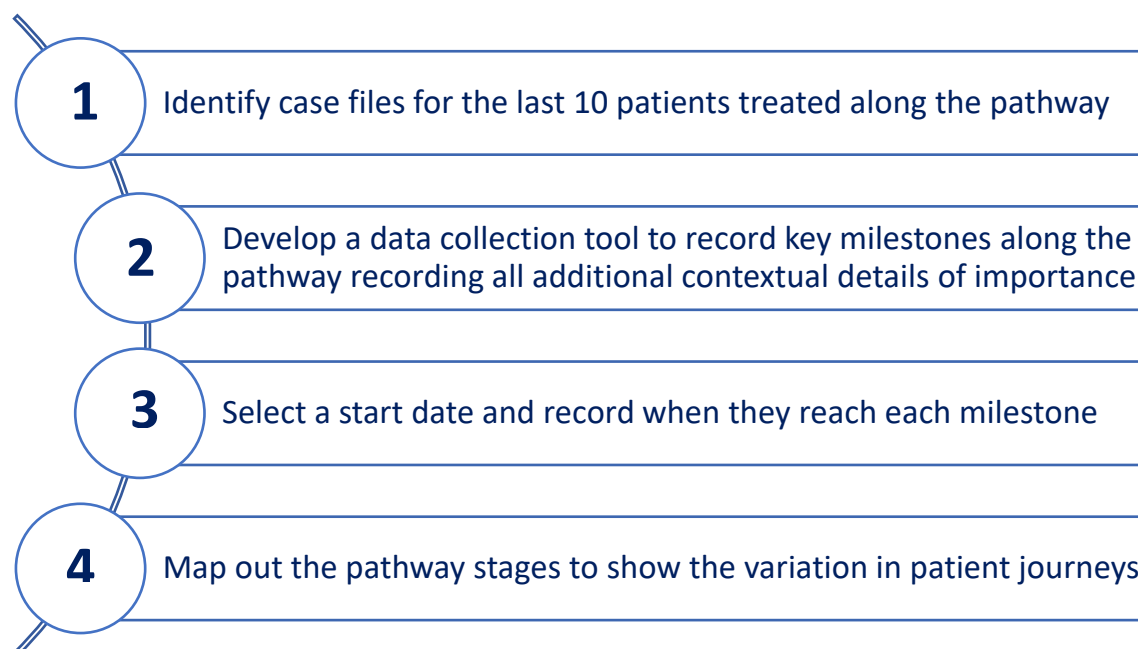 1
Identify case files for the last 10 patients treated along the pathway
2
Develop a data collection tool to record key milestones along the
pathway recording all additional contextual details of importance
3
Select a start date and record when they reach each milestone
4
Map out the pathway stages to show the variation in patient journeys